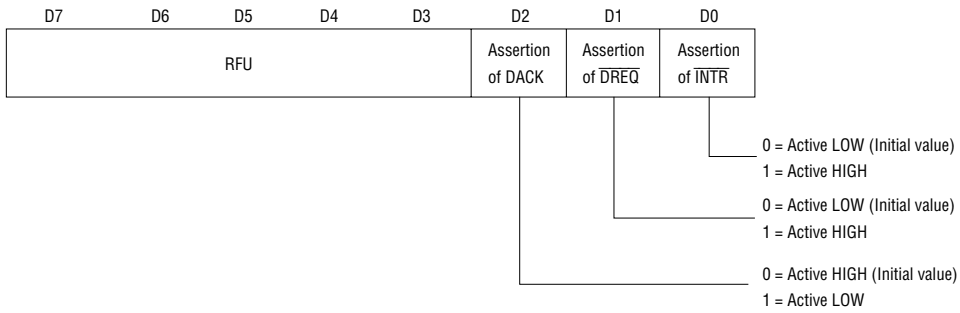 D7 D6 D5 D4 D3 D2 D1 D0
RFU
Assertion
of DACK
Assertion
of D̅R̅E̅Q̅
Assertion
of I̅N̅T̅R̅
0 = Active LOW (Initial value)
1 = Active HIGH
0 = Active LOW (Initial value)
1 = Active HIGH
0 = Active HIGH (Initial value)
1 = Active LOW